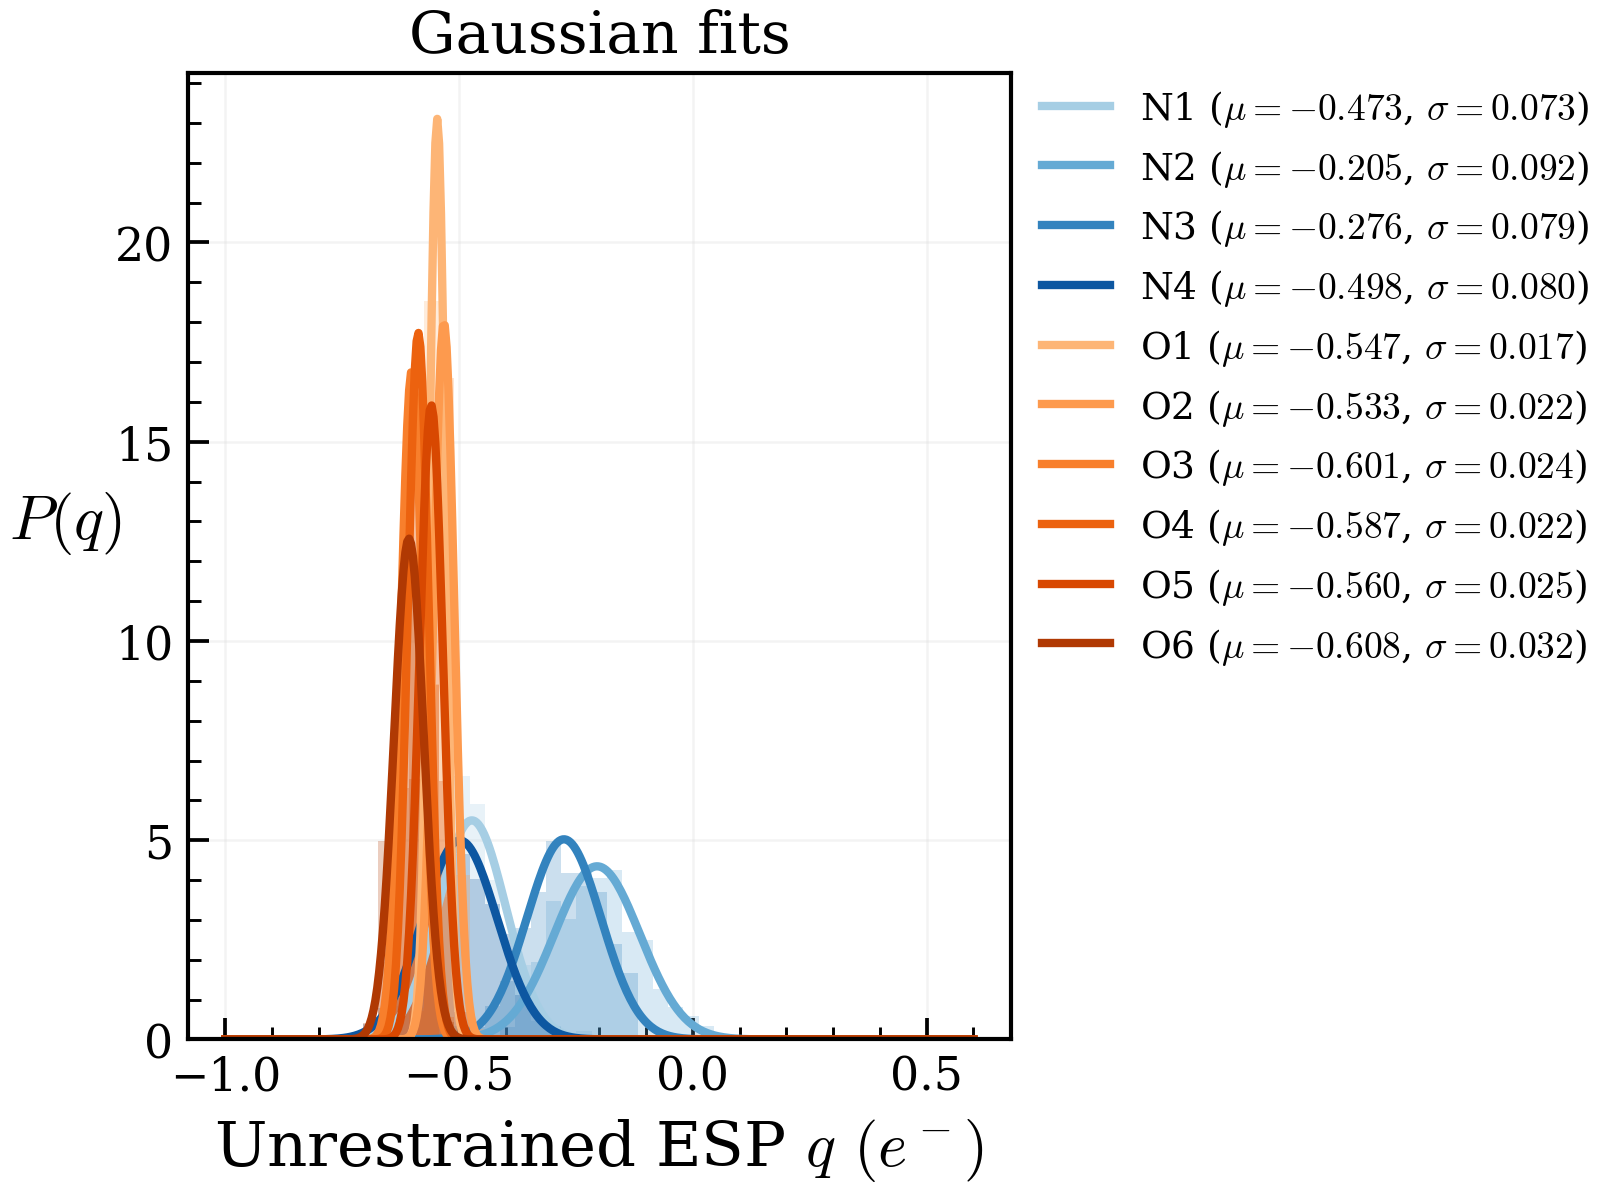 Gaussian fits
P(q)
20
15
10
5
0
−1.0
−0.5
0.0
0.5
Unrestrained ESP q (e⁻)
N1 (μ = −0.473, σ = 0.073)
N2 (μ = −0.205, σ = 0.092)
N3 (μ = −0.276, σ = 0.079)
N4 (μ = −0.498, σ = 0.080)
O1 (μ = −0.547, σ = 0.017)
O2 (μ = −0.533, σ = 0.022)
O3 (μ = −0.601, σ = 0.024)
O4 (μ = −0.587, σ = 0.022)
O5 (μ = −0.560, σ = 0.025)
O6 (μ = −0.608, σ = 0.032)